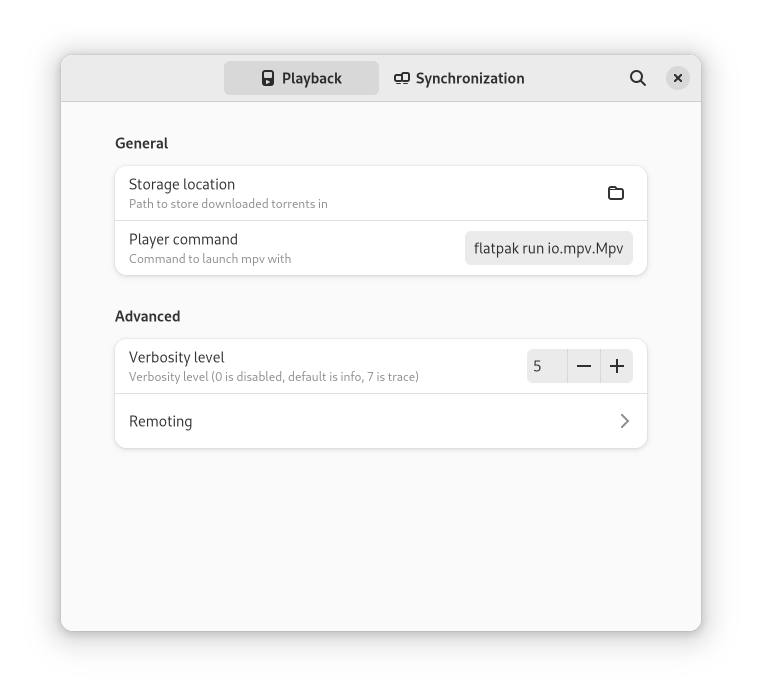 Playback
Synchronization
General
Storage location
Path to store downloaded torrents in
Player command
Command to launch mpv with
flatpak run io.mpv.Mpv
Advanced
Verbosity level
Verbosity level (0 is disabled, default is info, 7 is trace)
5
Remoting